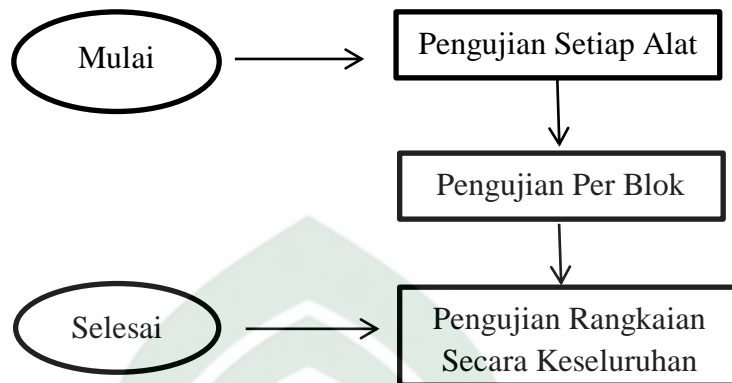 Mulai
Pengujian Setiap Alat
Pengujian Per Blok
Selesai
Pengujian Rangkaian
Secara Keseluruhan